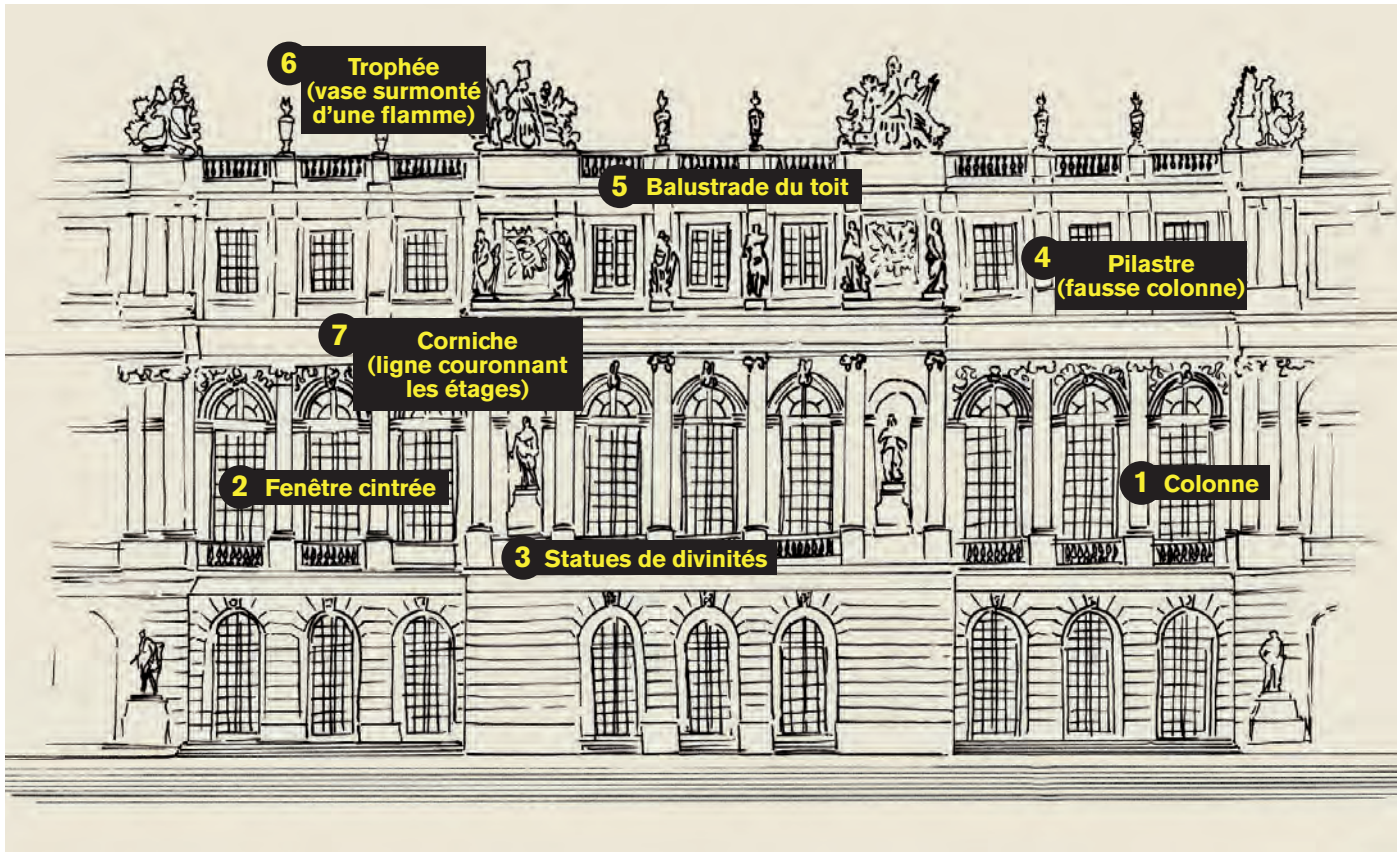 6
Trophée
(vase surmonté
d'une flamme)
5 Balustrade du toit
4
Pilastre
(fausse colonne)
7
Corniche
(ligne couronnant
les étages)
2 Fenêtre cintrée
1 Colonne
3 Statues de divinités